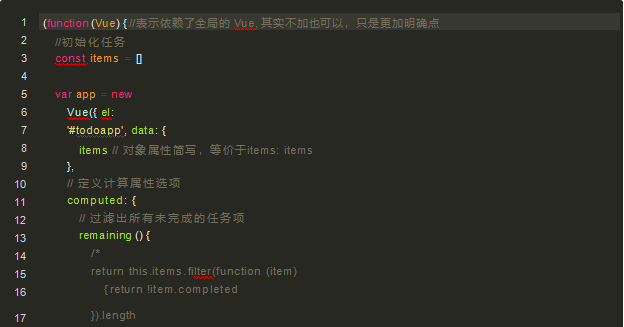 1 (function (Vue) { //表示依赖了全局的 Vue, 其实不加也可以，只是更加明确点
2 //初始化任务
3 const items = []
4
5 var app = new
6 Vue({ el:
7 '#todoapp', data: {
8 items // 对象属性简写，等价于items: items
9 },
10 // 定义计算属性选项
11 computed: {
12 // 过滤出所有未完成的任务项
13 remaining () {
14 /*
15 return this.items.filter(function (item)
16 { return !item.completed
17 }).length